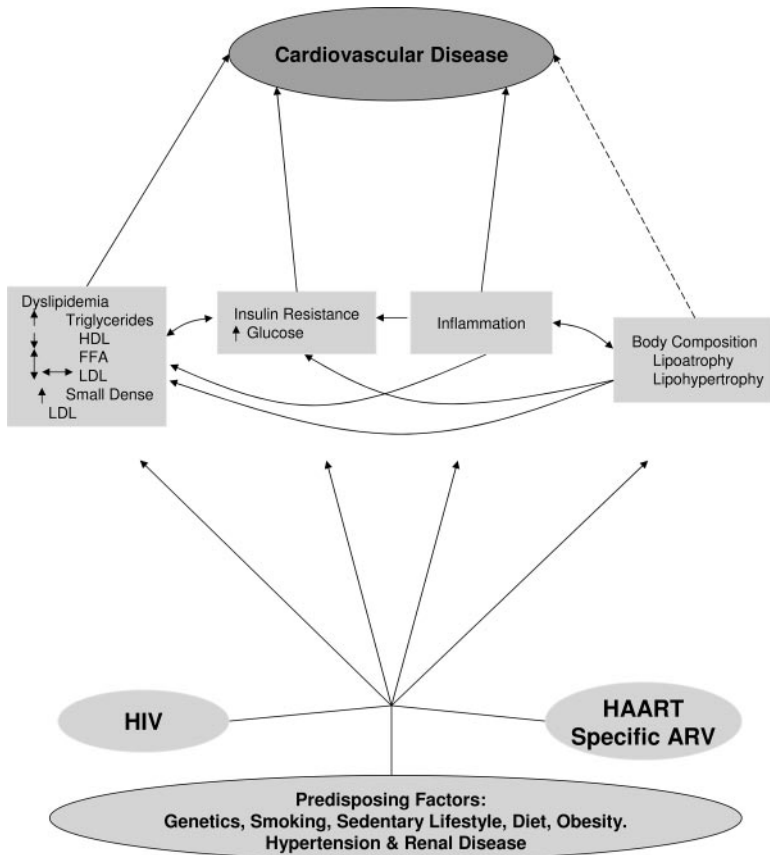 Cardiovascular Disease
Dyslipidemia
Triglycerides
HDL
FFA
LDL
Small Dense
LDL
Insulin Resistance
Glucose
Inflammation
Body Composition
Lipoatrophy
Lipohypertrophy
HIV
HAART
Specific ARV
Predisposing Factors:
Genetics, Smoking, Sedentary Lifestyle, Diet, Obesity.
Hypertension & Renal Disease